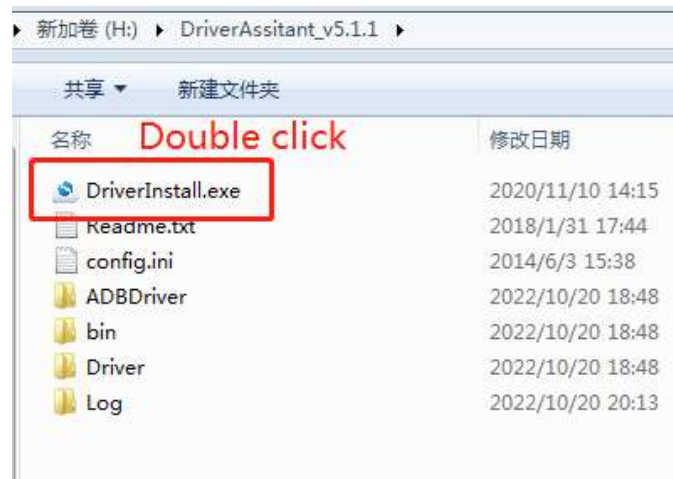 新加卷 (H:) ▸ DriverAssitant_v5.1.1 ▸
共享 ▼ 新建文件夹
名称 Double click 修改日期
DriverInstall.exe 2020/11/10 14:15
Readme.txt 2018/1/31 17:44
config.ini 2014/6/3 15:38
ADBDriver 2022/10/20 18:48
bin 2022/10/20 18:48
Driver 2022/10/20 18:48
Log 2022/10/20 20:13